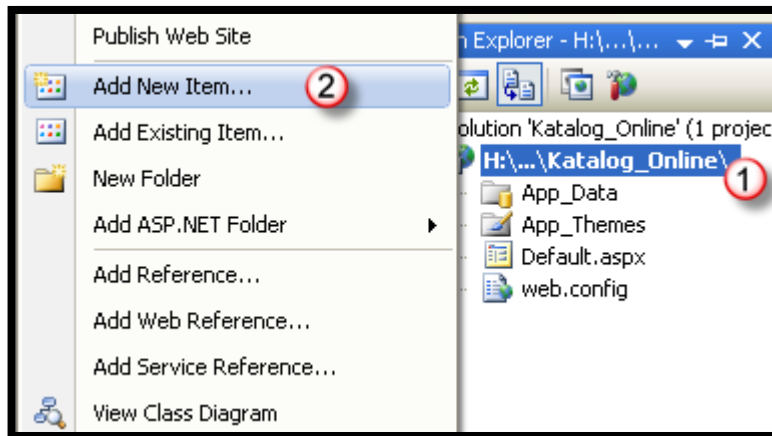 Publish Web Site
Add New Item... 2
Add Existing Item...
New Folder
Add ASP.NET Folder
Add Reference...
Add Web Reference...
Add Service Reference...
View Class Diagram
n Explorer - H:\...\...
olution 'Katalog_Online' (1 projec
H:\...\Katalog_Online\ 1
App_Data
App_Themes
Default.aspx
web.config